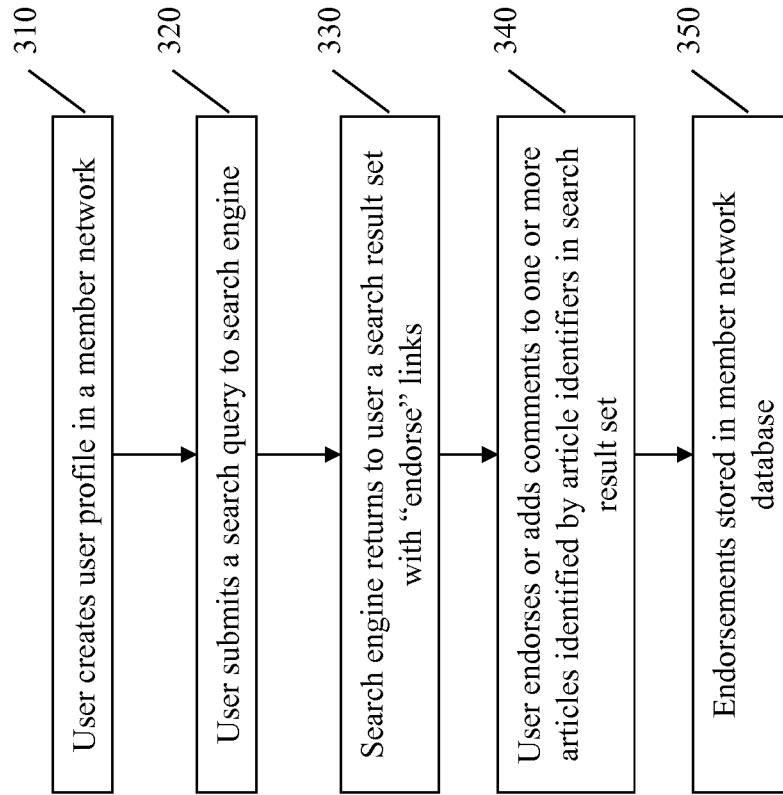 310
User creates user profile in a member network
320
User submits a search query to search engine
330
Search engine returns to user a search result set
with “endorse” links
340
User endorses or adds comments to one or more
articles identified by article identifiers in search
result set
350
Endorsements stored in member network
database